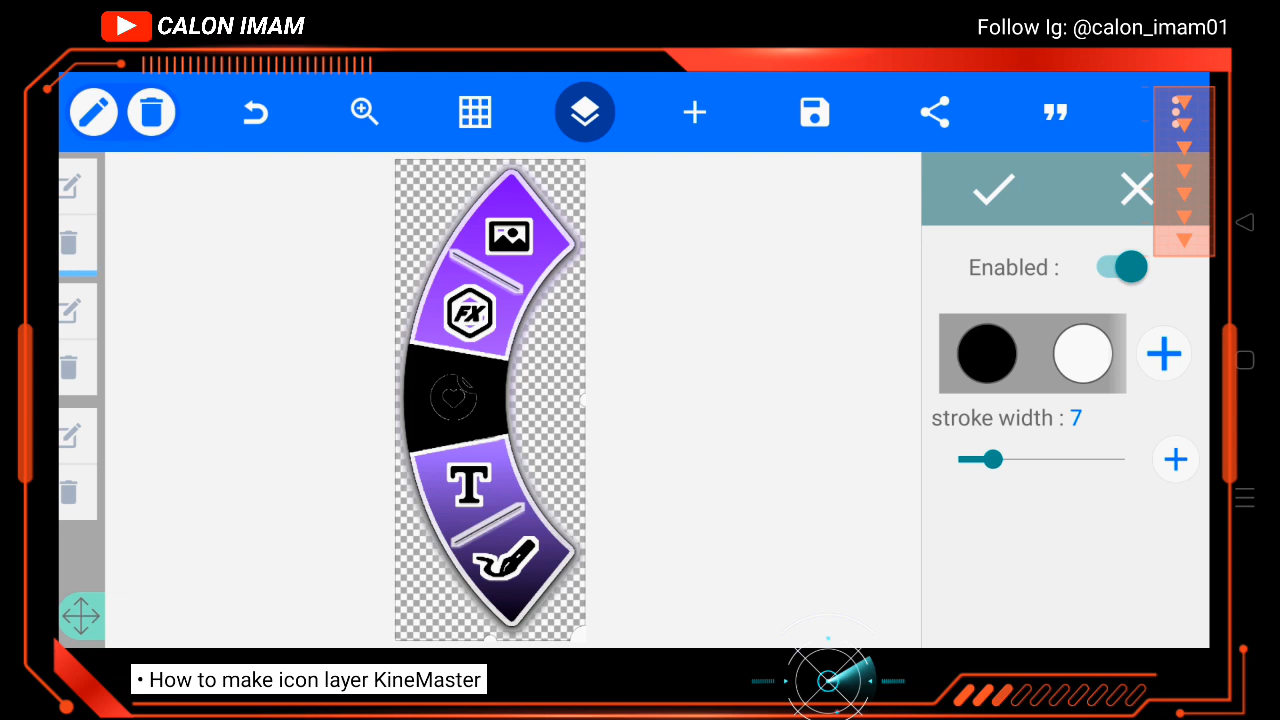 CALON IMAM
Follow Ig: @calon_imam01
Enabled :
FX
stroke width : 7
T
• How to make icon layer KineMaster